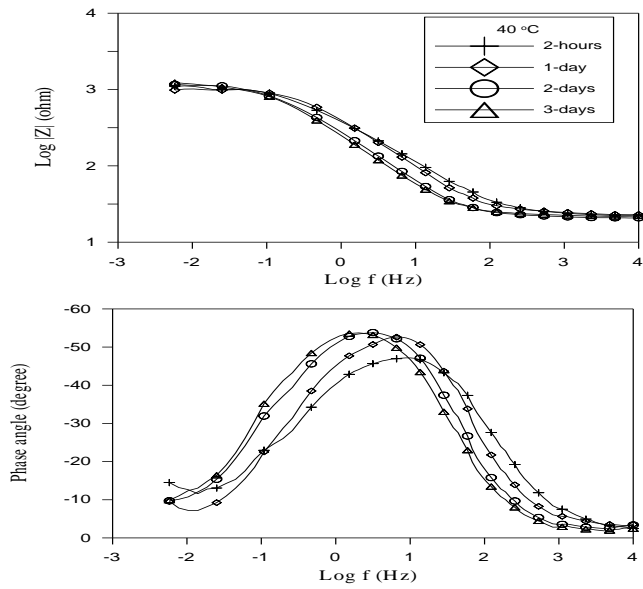 4
3
2
1
Log |Z| (ohm)
40 °C
2-hours
1-day
2-days
3-days
-3 -2 -1 0 1 2 3 4
Log f (Hz)
-60
-50
-40
-30
-20
-10
0
Phase angle (degree)
-3 -2 -1 0 1 2 3 4
Log f (Hz)